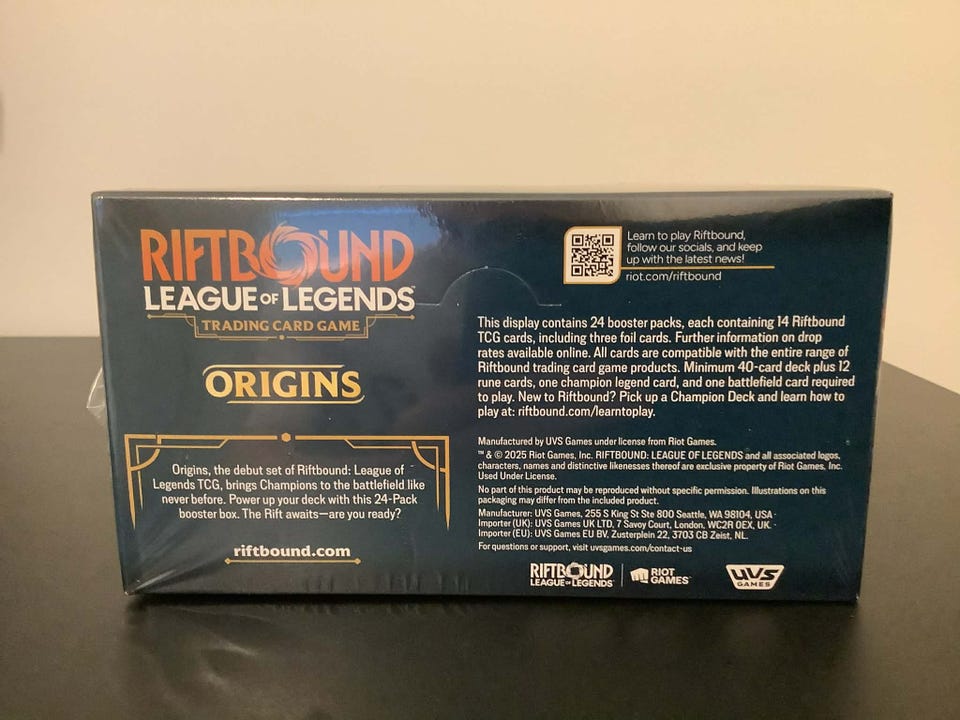 RIFTBOUND
LEAGUE OF LEGENDS
TRADING CARD GAME
ORIGINS
Origins, the debut set of Riftbound: League of
Legends TCG, brings Champions to the battlefield like
never before. Power up your deck with this 24-Pack
booster box. The Rift awaits—are you ready?
riftbound.com
Learn to play Riftbound,
follow our socials, and keep
up with the latest news!
riot.com/riftbound
This display contains 24 booster packs, each containing 14 Riftbound
TCG cards, including three foil cards. Further information on drop
rates available online. All cards are compatible with the entire range of
Riftbound trading card game products. Minimum 40-card deck plus 12
rune cards, one champion legend card, and one battlefield card required
to play. New to Riftbound? Pick up a Champion Deck and learn how to
play at: riftbound.com/learntoplay.
Manufactured by UVS Games under license from Riot Games.
™ & © 2025 Riot Games, Inc. RIFTBOUND: LEAGUE OF LEGENDS and all associated logos,
characters, names and distinctive likenesses thereof are exclusive property of Riot Games, Inc.
Used Under License.
No part of this product may be reproduced without specific permission. Illustrations on this
packaging may differ from the included product.
Manufacturer: UVS Games, 255 S King St Ste 800 Seattle, WA 98104, USA
Importer (UK): UVS Games UK LTD, 7 Savoy Court, London, WC2R 0EX, UK.
Importer (EU): UVS Games EU BV, Zusterplein 22, 3703 CB Zeist, NL.
For questions or support, visit uvsgames.com/contact-us
RIFTBOUND
LEAGUE OF LEGENDS
RIOT
GAMES
UVS
GAMES